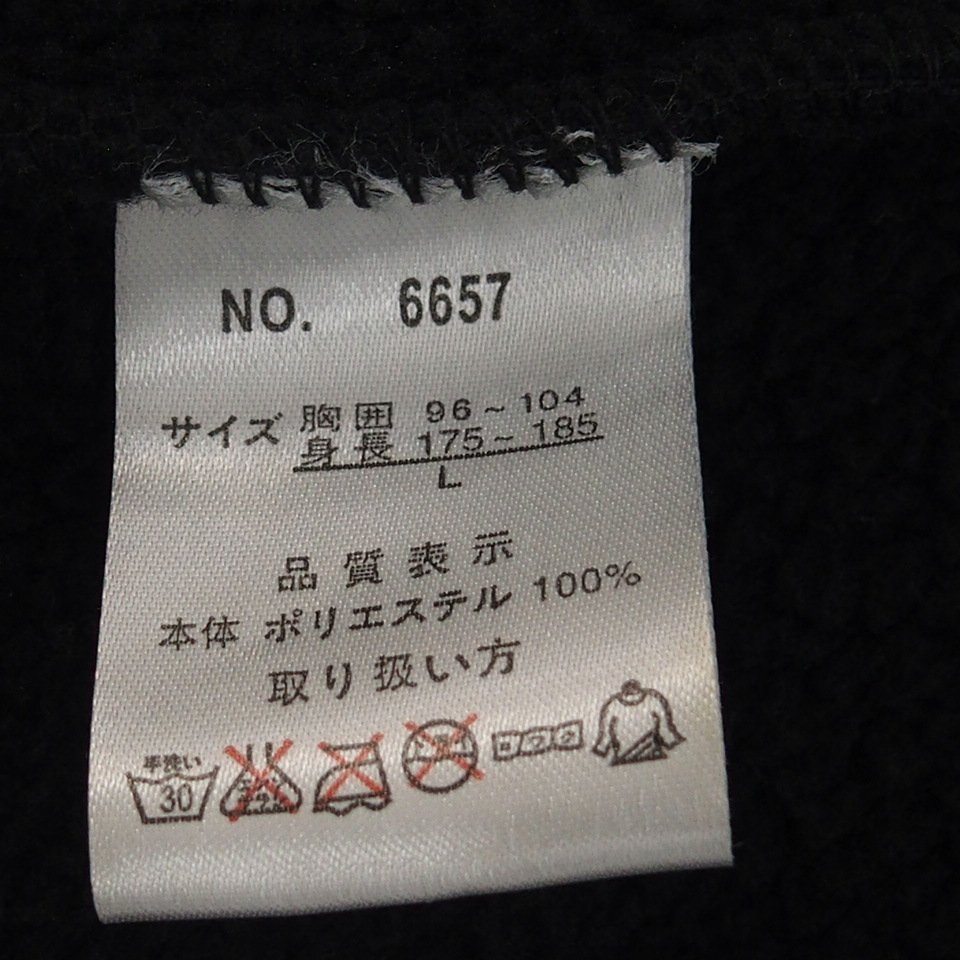 NO. 6657
サイズ 胸囲 96~104
身長 175~185
L
品質表示
本体 ポリエステル 100%
取り扱い方
手洗い
30